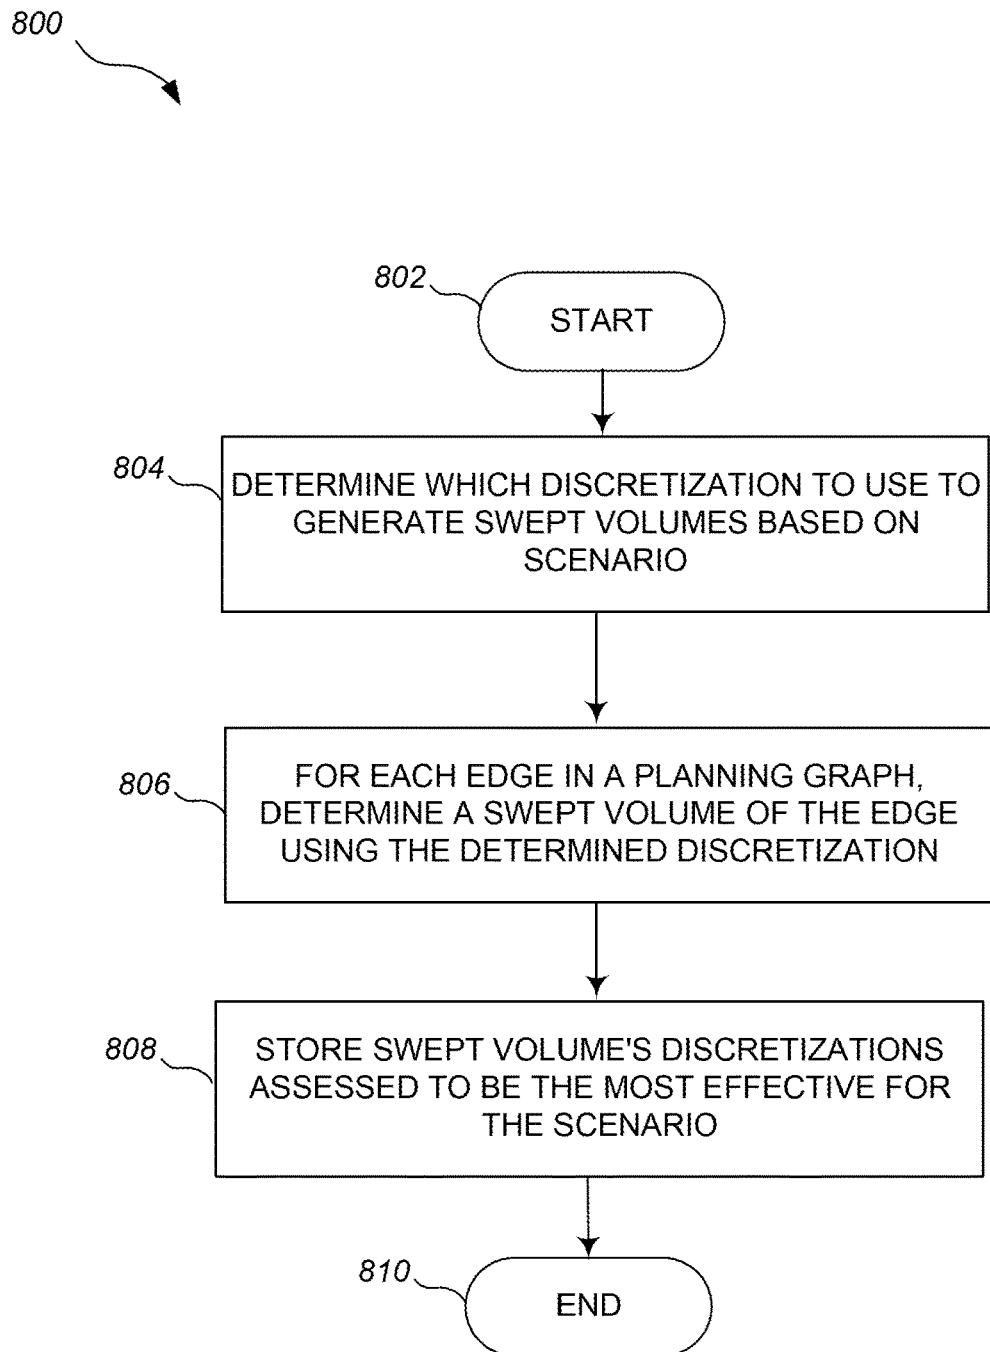 800
802
START
804
DETERMINE WHICH DISCRETIZATION TO USE TO
GENERATE SWEPT VOLUMES BASED ON
SCENARIO
806
FOR EACH EDGE IN A PLANNING GRAPH,
DETERMINE A SWEPT VOLUME OF THE EDGE
USING THE DETERMINED DISCRETIZATION
808
STORE SWEPT VOLUME'S DISCRETIZATIONS
ASSESSED TO BE THE MOST EFFECTIVE FOR
THE SCENARIO
810
END